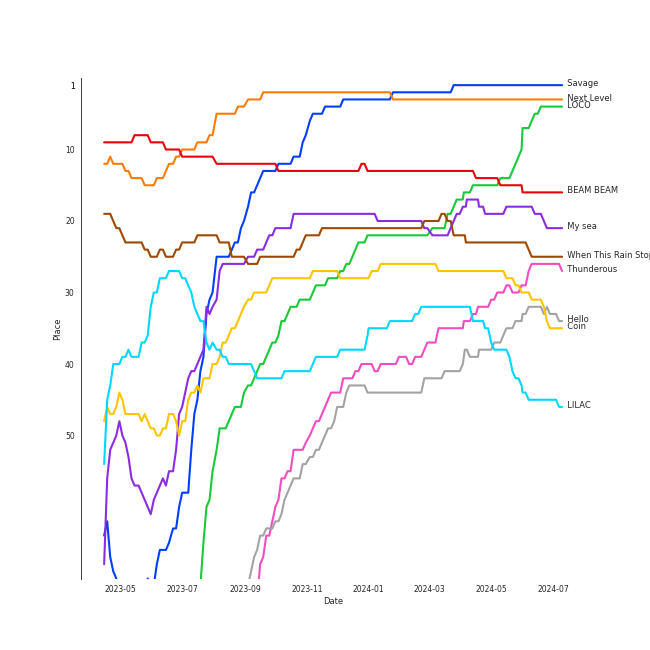 1
10
20
30
40
50
Place
2023-05
2023-07
2023-09
2023-11
2024-01
2024-03
2024-05
2024-07
Date
Savage
Next Level
LOCO
BEAM BEAM
My sea
When This Rain Stop
Thunderous
Hello
Coin
LILAC